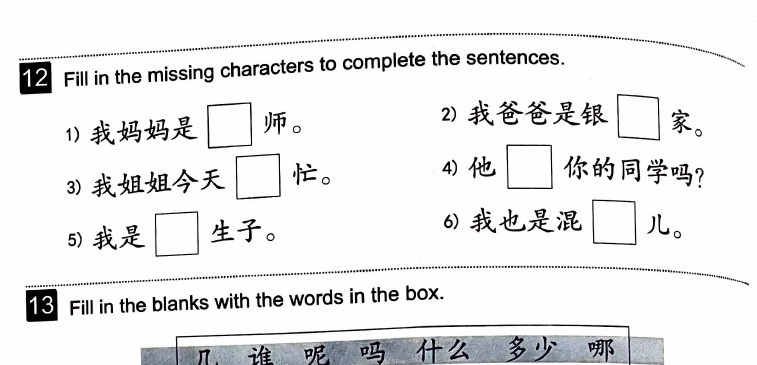 12 Fill in the missing characters to complete the sentences.
1) 我妈妈是 □ 师。
2) 我爸爸是银 □ 家。
3) 我姐姐今天 □ 忙。
4) 他 □ 你的同学吗?
5) 我是 □ 生子。
6) 我也是混 □ 儿。
13 Fill in the blanks with the words in the box.
几 谁 呢 吗 什么 多少 哪